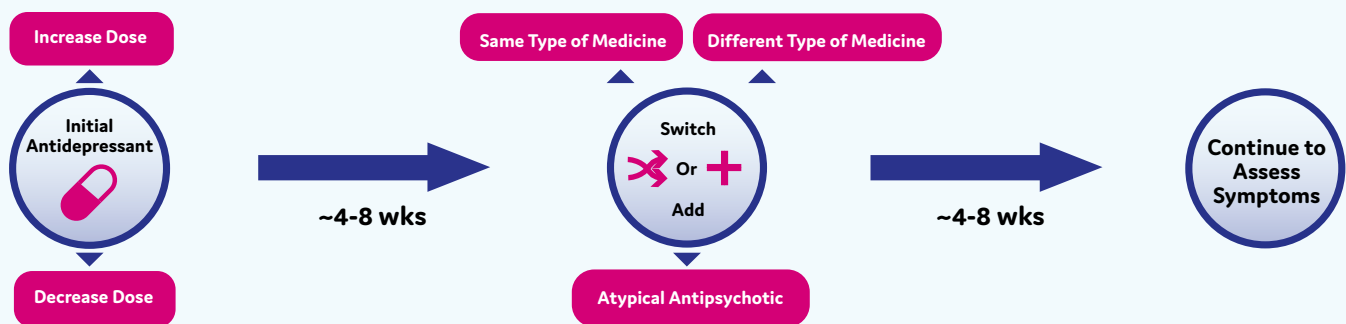 Increase Dose
Initial
Antidepressant
Decrease Dose
~4-8 wks
Same Type of Medicine
Different Type of Medicine
Switch
Or
Add
Atypical Antipsychotic
~4-8 wks
Continue to
Assess
Symptoms